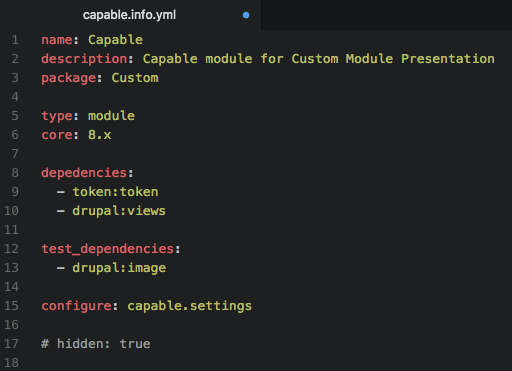 capable.info.yml
1 name: Capable
2 description: Capable module for Custom Module Presentation
3 package: Custom
4
5 type: module
6 core: 8.x
7
8 depedencies:
9   - token:token
10   - drupal:views
11
12 test_dependencies:
13   - drupal:image
14
15 configure: capable.settings
16
17 # hidden: true
18